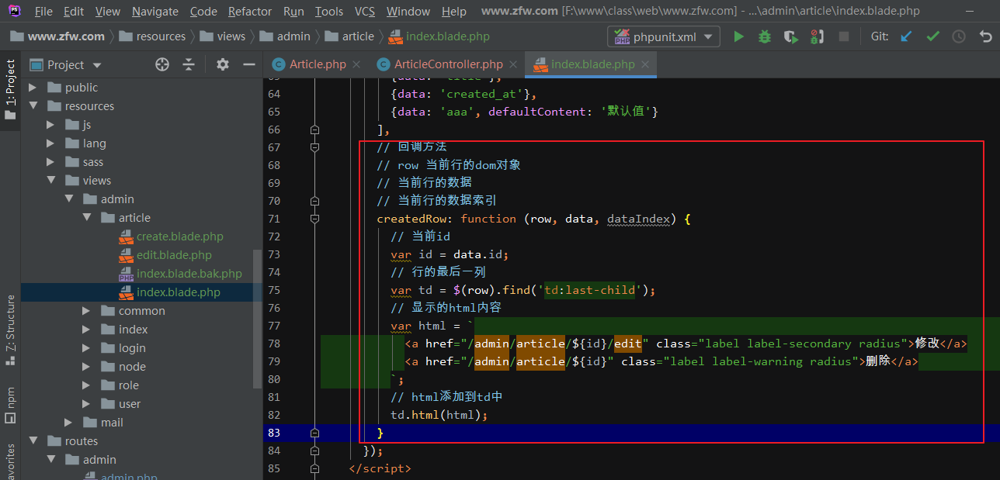 File Edit View Navigate Code Refactor Run Tools VCS Window Help www.zfw.com [F:\www\class\web\www.zfw.com] - ...\admin\article\index.blade.php
www.zfw.com resources views admin article index.blade.php phpunit.xml Git:
1: Project
Z: Structure
npm
Project
public
resources
js
lang
sass
views
admin
article
create.blade.php
edit.blade.php
index.blade.bak.php
index.blade.php
common
index
login
node
role
user
mail
routes
admin
admin.php
Article.php ArticleController.php index.blade.php
64 {data: 'created_at'},
65 {data: 'aaa', defaultContent: '默认值'}
66 ],
67 // 回调方法
68 // row 当前行的dom对象
69 // 当前行的数据
70 // 当前行的数据索引
71 createdRow: function (row, data, dataIndex) {
72 // 当前id
73 var id = data.id;
74 // 行的最后一列
75 var td = $(row).find('td:last-child');
76 // 显示的html内容
77 var html = `
78 <a href="/admin/article/${id}/edit" class="label label-secondary radius">修改</a>
79 <a href="/admin/article/${id}" class="label label-warning radius">删除</a>
80 `;
81 // html添加到td中
82 td.html(html);
83 }
84 });
85 </script>